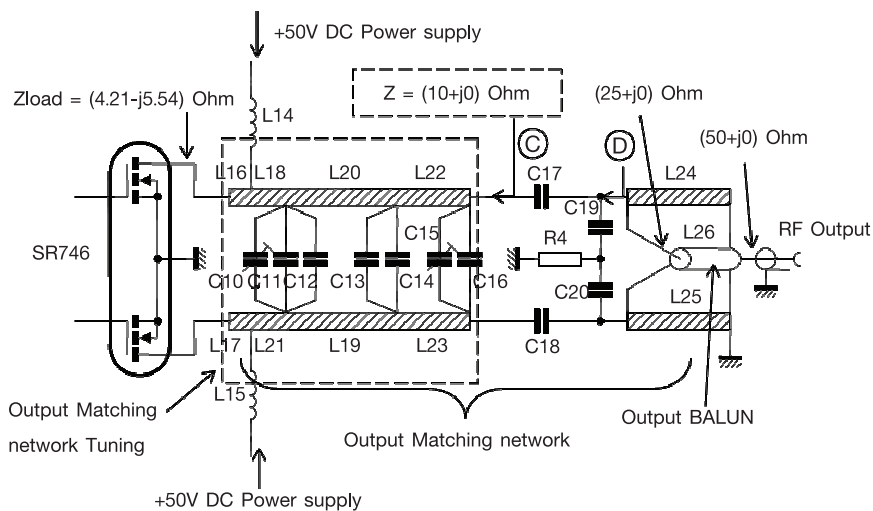 +50V DC Power supply
Zload = (4.21-j5.54) Ohm
Z = (10+j0) Ohm
(25+j0) Ohm
(50+j0) Ohm
L14
C
D
L16
L18
L20
L22
C17
L24
C19
L26
RF Output
SR746
C15
R4
C10
C11
C12
C13
C14
C16
C20
L25
L17
L21
L19
L23
C18
L15
Output Matching
network Tuning
Output Matching network
Output BALUN
+50V DC Power supply